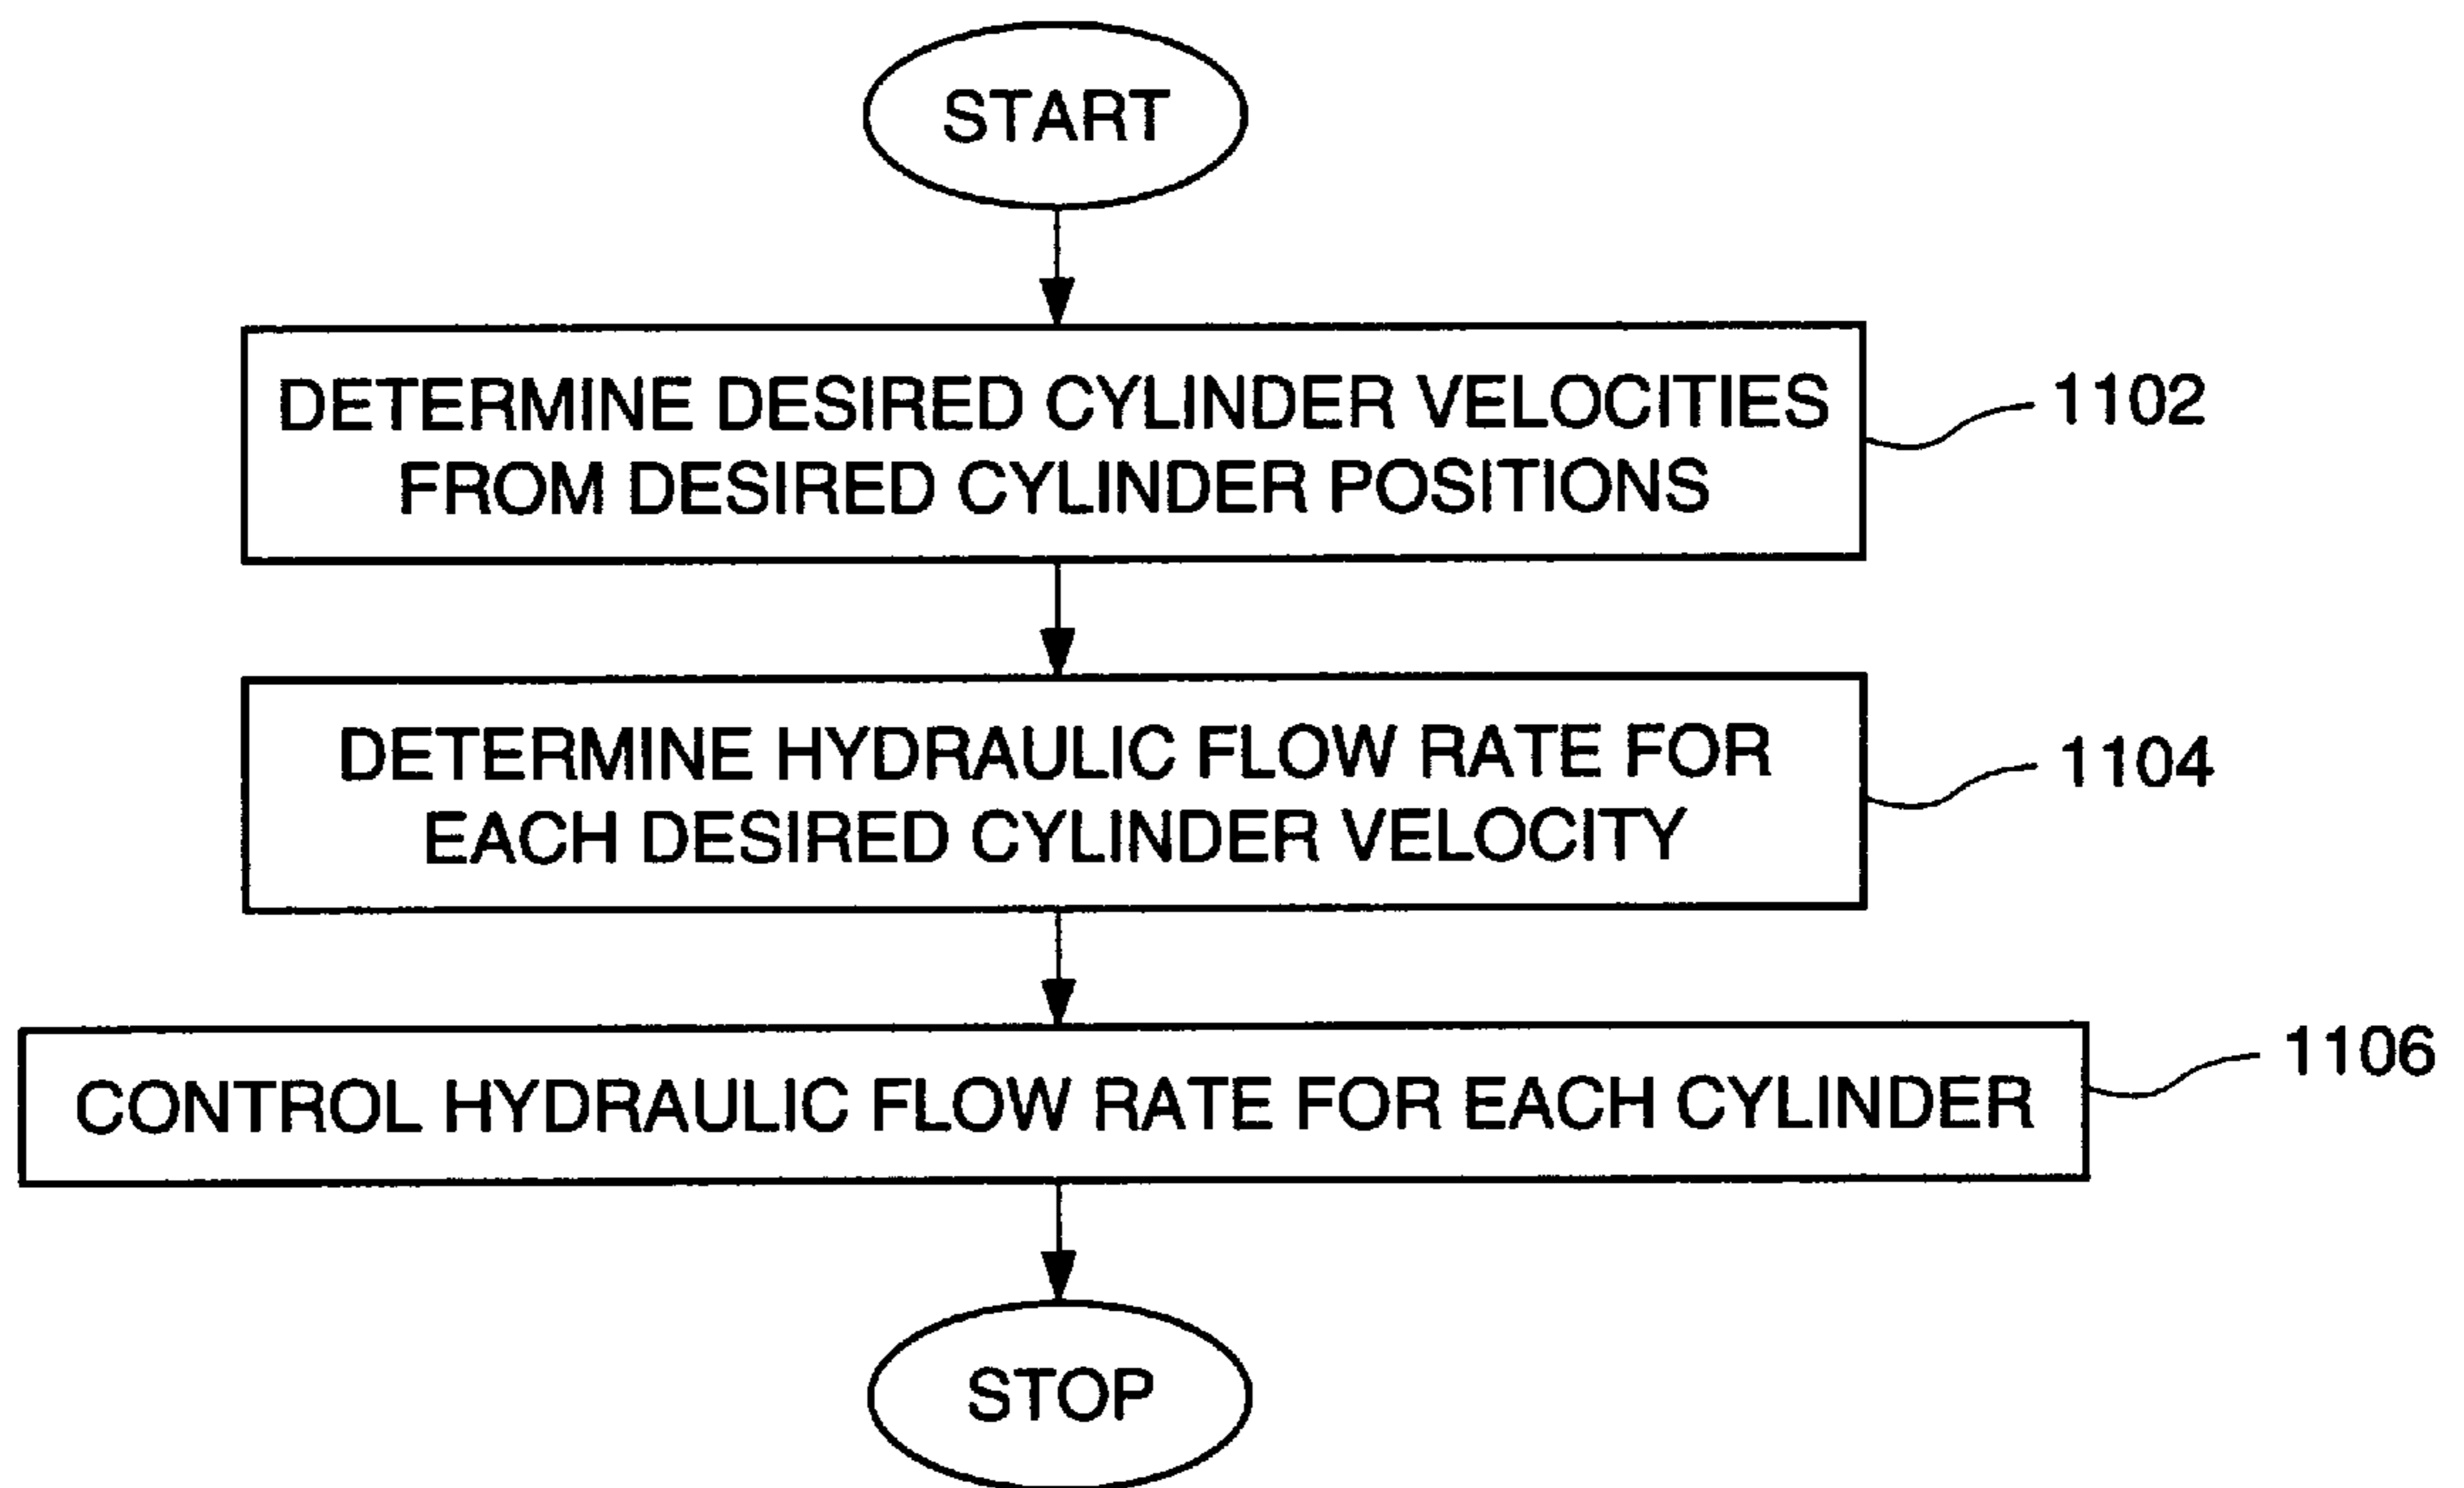 START
DETERMINE DESIRED CYLINDER VELOCITIES
FROM DESIRED CYLINDER POSITIONS
1102
DETERMINE HYDRAULIC FLOW RATE FOR
EACH DESIRED CYLINDER VELOCITY
1104
CONTROL HYDRAULIC FLOW RATE FOR EACH CYLINDER
1106
STOP